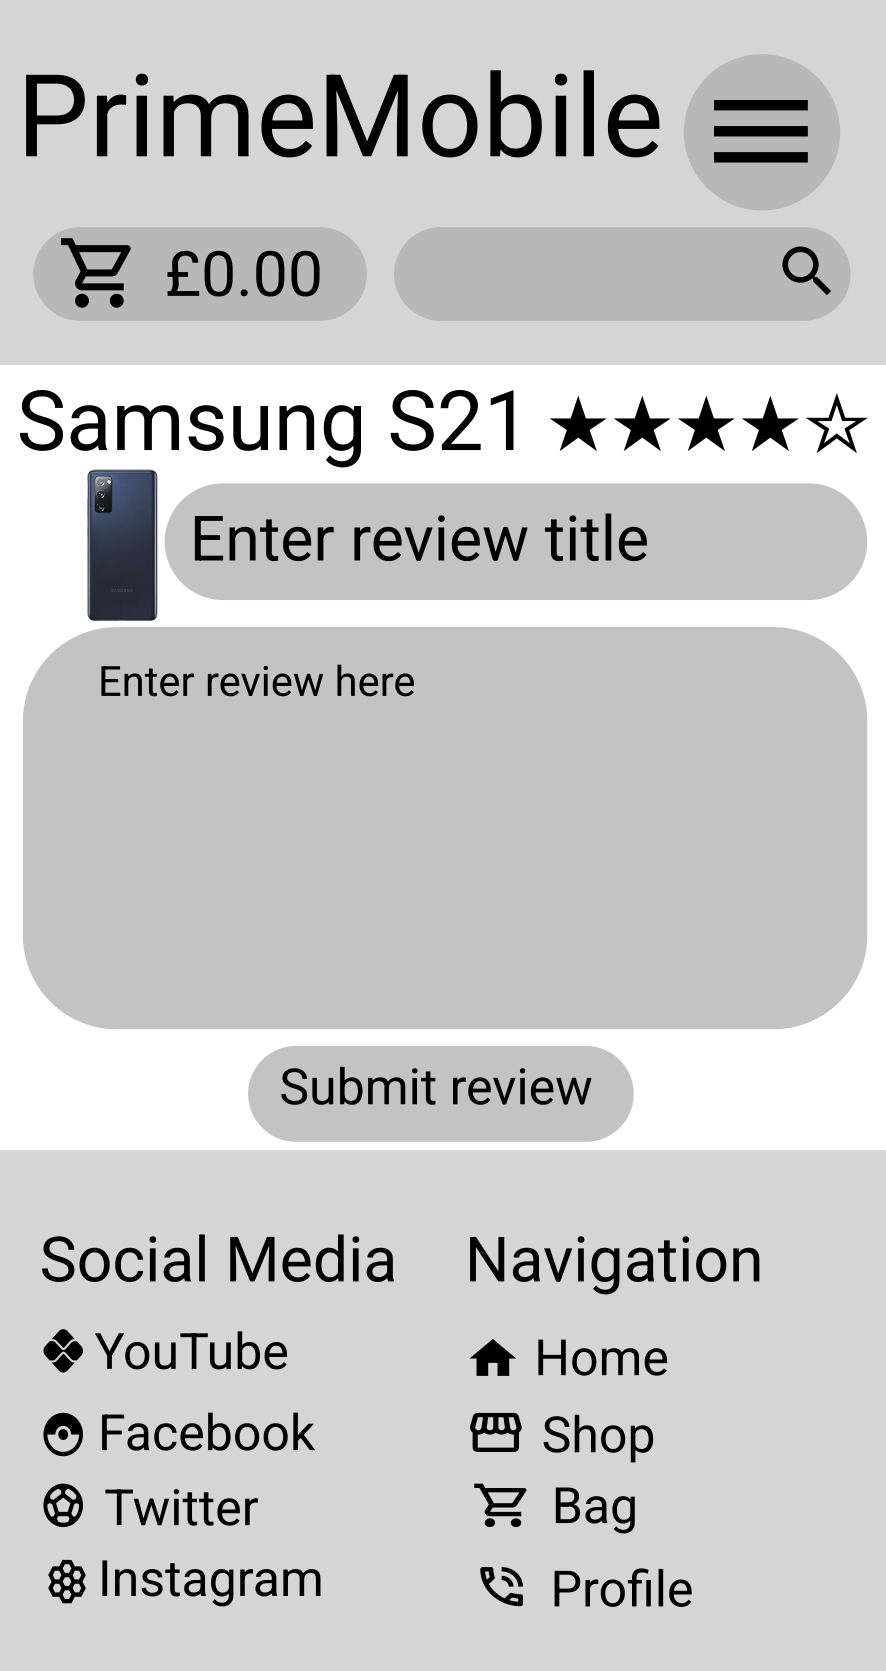 PrimeMobile
£0.00
Samsung S21 ★★★★☆
Enter review title
Enter review here
Submit review
Social Media
YouTube
Facebook
Twitter
Instagram
Navigation
Home
Shop
Bag
Profile